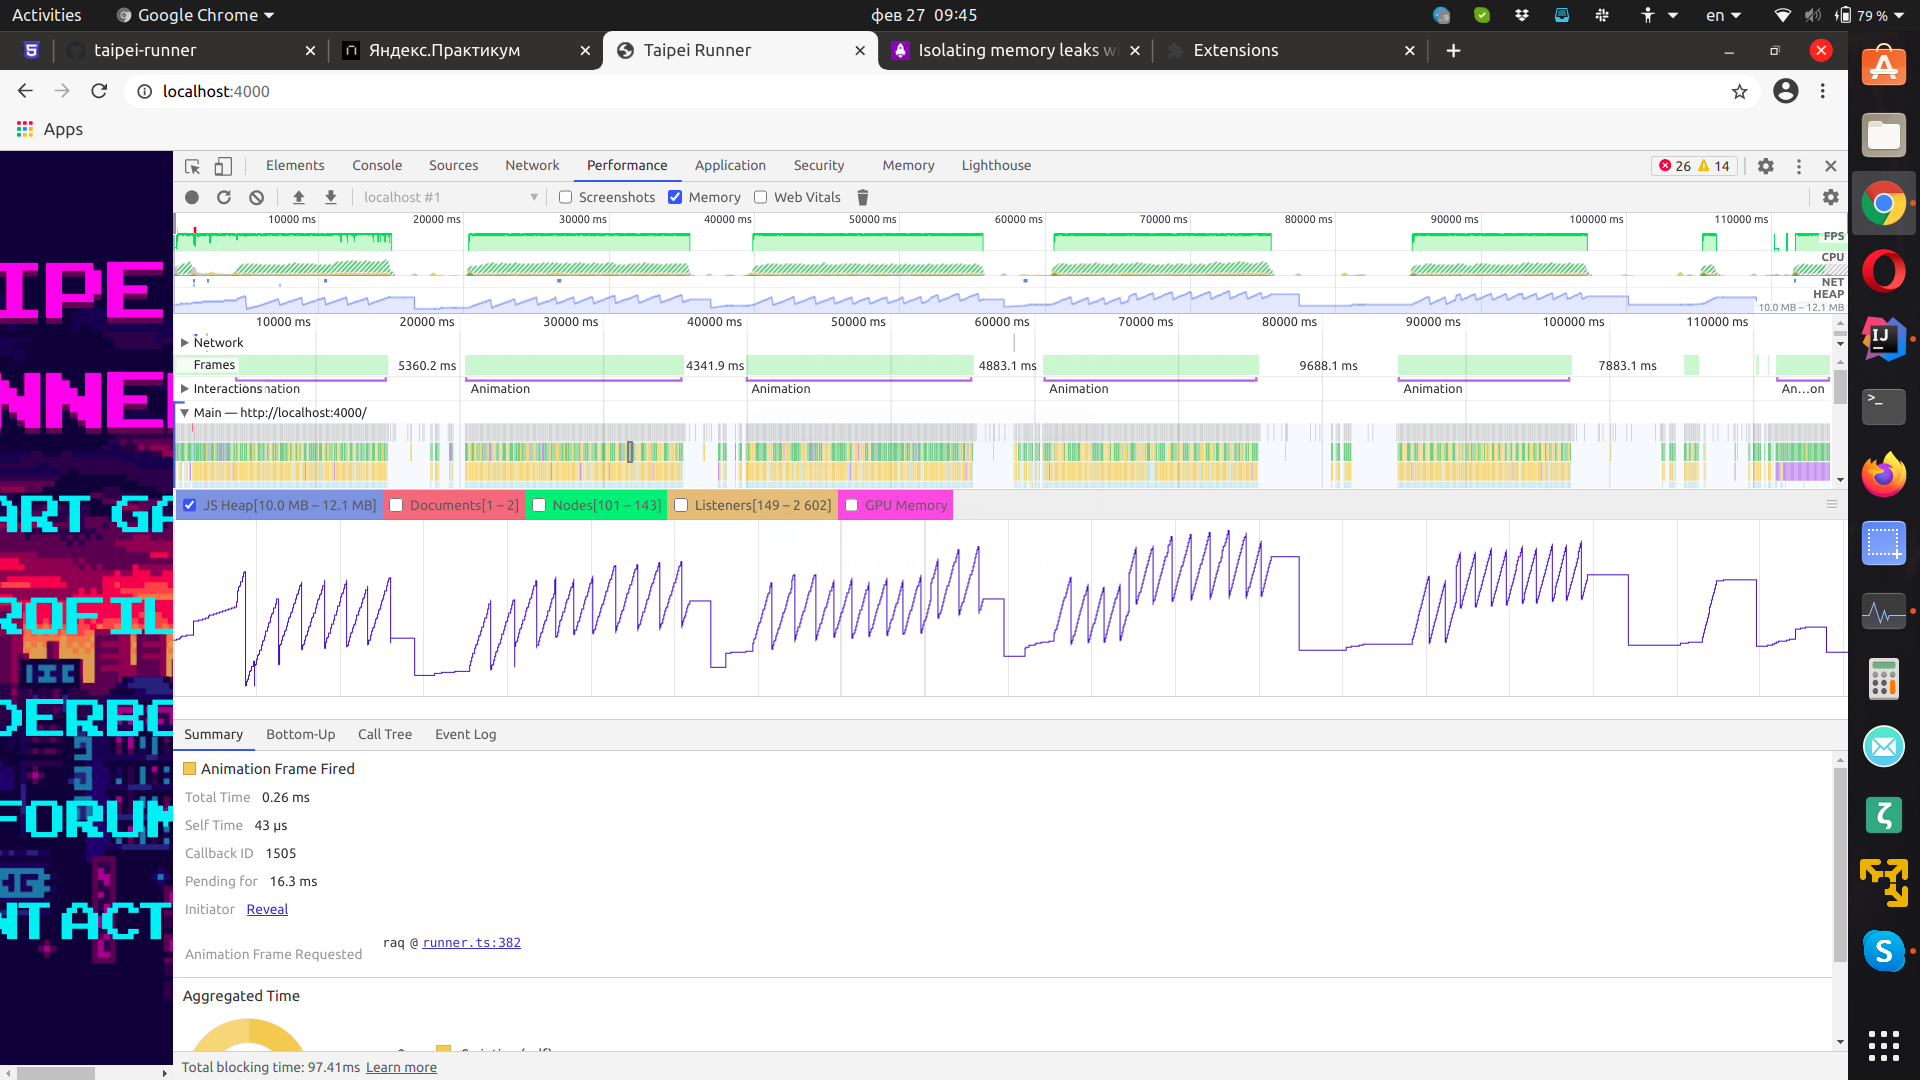 Activities
Google Chrome
фев 27 09:45
en
79 %
taipei-runner
Яндекс.Практикум
Taipei Runner
Isolating memory leaks wi
Extensions
localhost:4000
Apps
Elements
Console
Sources
Network
Performance
Application
Security
Memory
Lighthouse
26
14
localhost #1
Screenshots
Memory
Web Vitals
10000 ms
20000 ms
30000 ms
40000 ms
50000 ms
60000 ms
70000 ms
80000 ms
90000 ms
100000 ms
110000 ms
FPS
CPU
NET
HEAP
10.0 MB – 12.1 MB
10000 ms
20000 ms
30000 ms
40000 ms
50000 ms
60000 ms
70000 ms
80000 ms
90000 ms
100000 ms
110000 ms
Network
Frames
5360.2 ms
4341.9 ms
4883.1 ms
9688.1 ms
7883.1 ms
Interactions
nation
Animation
Animation
Animation
Animation
An...on
Main — http://localhost:4000/
JS Heap[10.0 MB – 12.1 MB]
Documents[1 – 2]
Nodes[101 – 143]
Listeners[149 – 2 602]
GPU Memory
Summary
Bottom-Up
Call Tree
Event Log
Animation Frame Fired
Total Time 0.26 ms
Self Time 43 μs
Callback ID 1505
Pending for 16.3 ms
Initiator Reveal
Animation Frame Requested
raq @ runner.ts:382
Aggregated Time
Total blocking time: 97.41ms Learn more
IPE
NNE
ART GA
ROFIL
DERBO
FORUM
NTACT